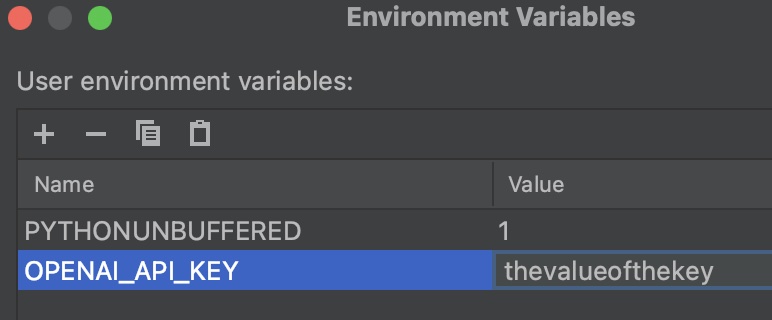 Environment Variables
User environment variables:
Name Value
PYTHONUNBUFFERED 1
OPENAI_API_KEY thevalueofthekey